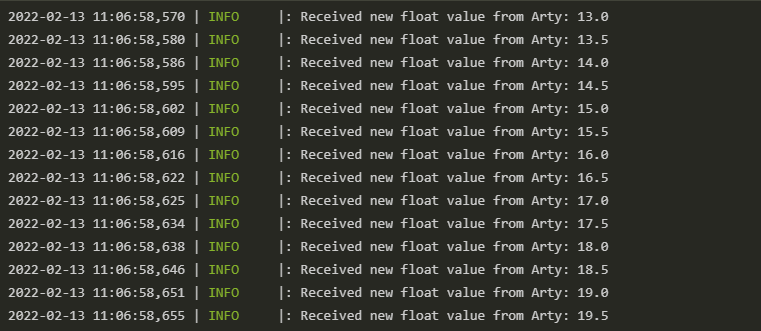 2022-02-13 11:06:58,570 | INFO     |: Received new float value from Arty: 13.0
2022-02-13 11:06:58,580 | INFO     |: Received new float value from Arty: 13.5
2022-02-13 11:06:58,586 | INFO     |: Received new float value from Arty: 14.0
2022-02-13 11:06:58,595 | INFO     |: Received new float value from Arty: 14.5
2022-02-13 11:06:58,602 | INFO     |: Received new float value from Arty: 15.0
2022-02-13 11:06:58,609 | INFO     |: Received new float value from Arty: 15.5
2022-02-13 11:06:58,616 | INFO     |: Received new float value from Arty: 16.0
2022-02-13 11:06:58,622 | INFO     |: Received new float value from Arty: 16.5
2022-02-13 11:06:58,625 | INFO     |: Received new float value from Arty: 17.0
2022-02-13 11:06:58,634 | INFO     |: Received new float value from Arty: 17.5
2022-02-13 11:06:58,638 | INFO     |: Received new float value from Arty: 18.0
2022-02-13 11:06:58,646 | INFO     |: Received new float value from Arty: 18.5
2022-02-13 11:06:58,651 | INFO     |: Received new float value from Arty: 19.0
2022-02-13 11:06:58,655 | INFO     |: Received new float value from Arty: 19.5